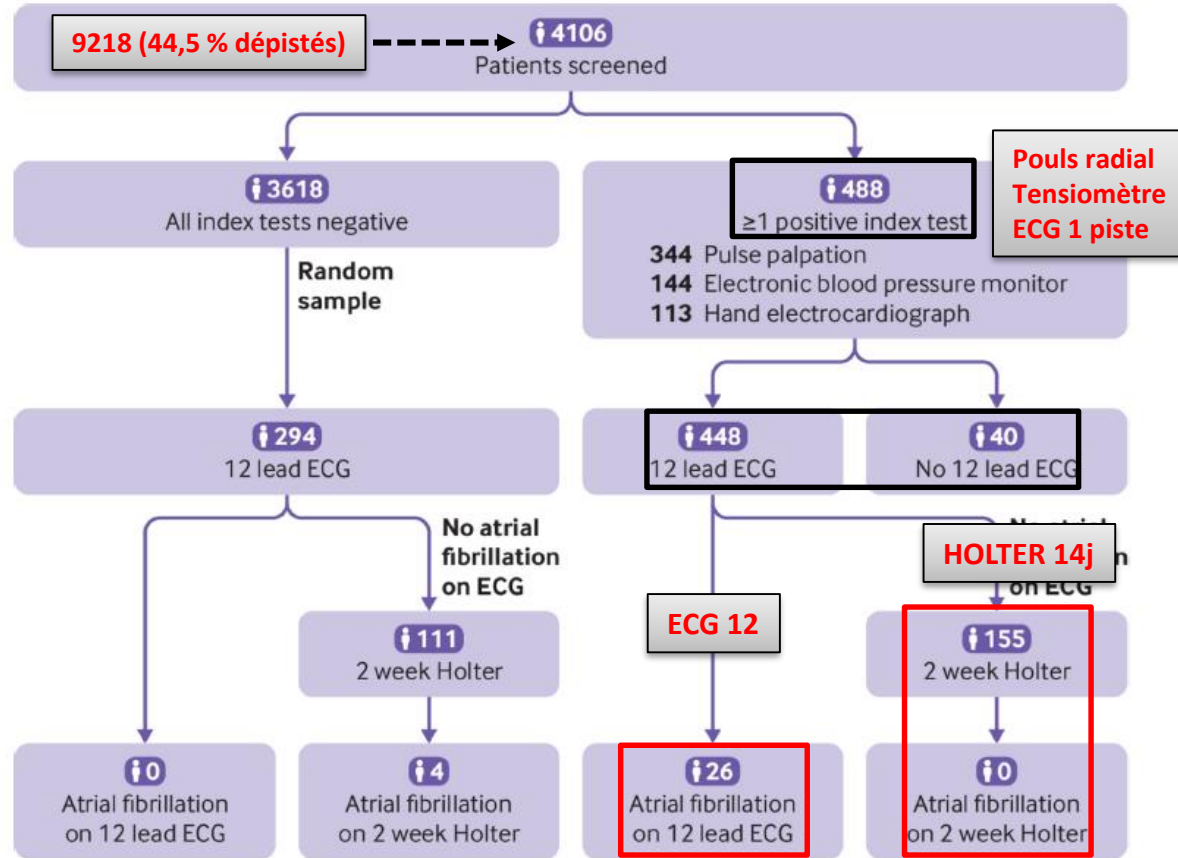 9218 (44,5 % dépistés)
4106
Patients screened
3618
All index tests negative
488
≥1 positive index test
344 Pulse palpation
144 Electronic blood pressure monitor
113 Hand electrocardiograph
Pouls radial
Tensiomètre
ECG 1 piste
Random
sample
294
12 lead ECG
448
12 lead ECG
40
No 12 lead ECG
No atrial
fibrillation
on ECG
HOLTER 14j
on ECG
ECG 12
111
2 week Holter
155
2 week Holter
0
Atrial fibrillation
on 12 lead ECG
4
Atrial fibrillation
on 2 week Holter
26
Atrial fibrillation
on 12 lead ECG
0
Atrial fibrillation
on 2 week Holter